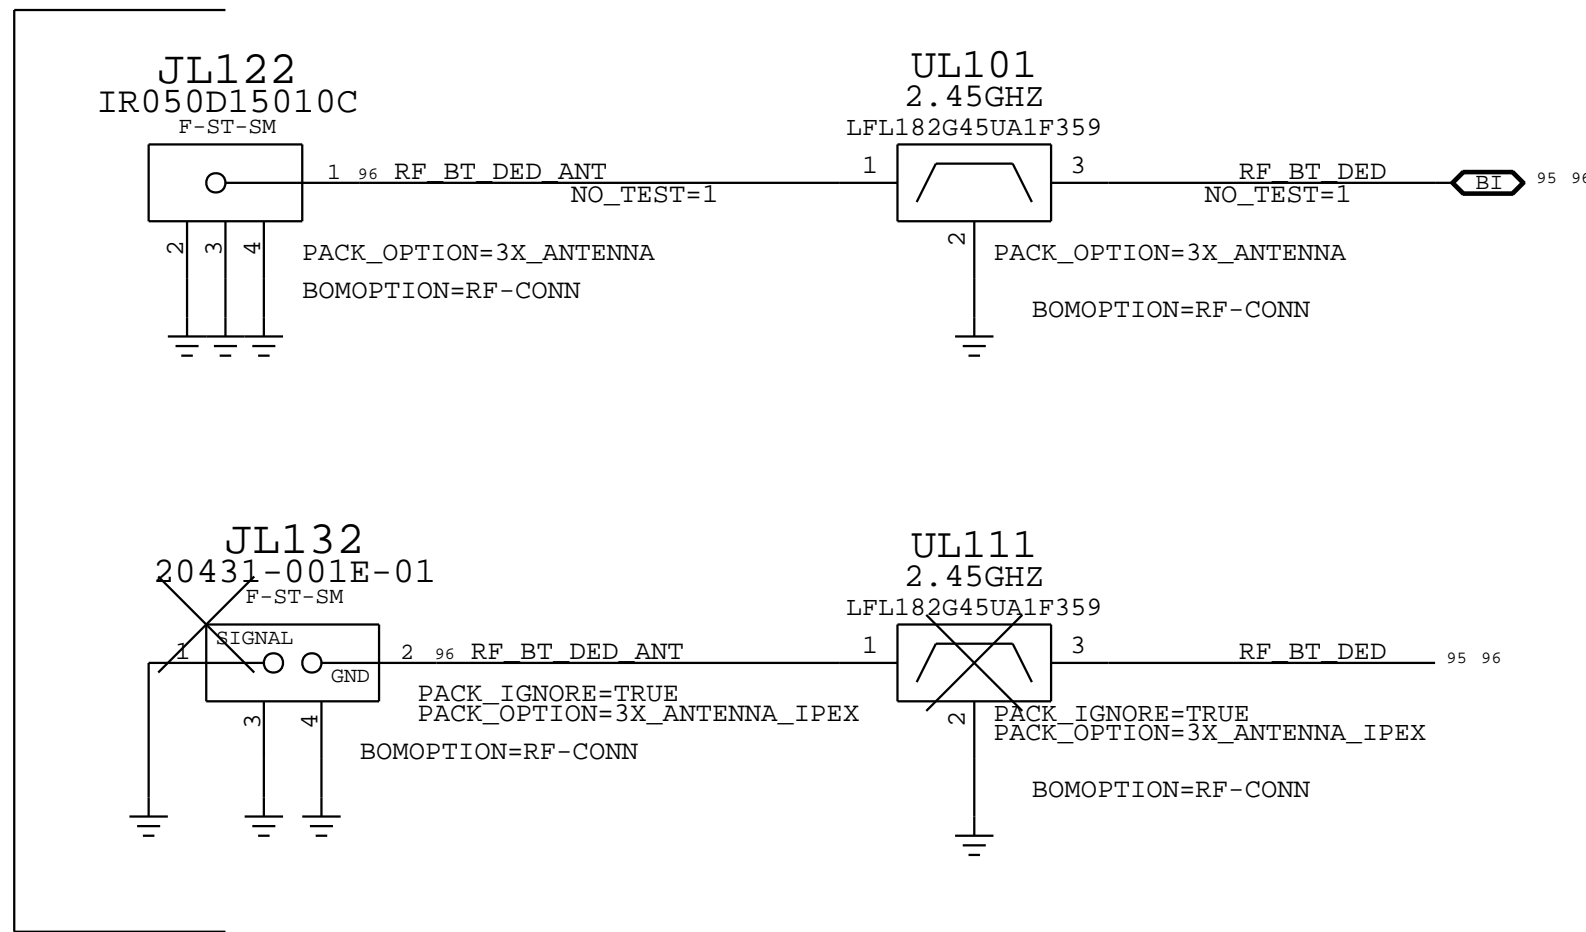 JL122
IR050D15010C
F-ST-SM
1 96 RF_BT_DED_ANT
NO_TEST=1
2 3 4
PACK_OPTION=3X_ANTENNA
BOMOPTION=RF-CONN
UL101
2.45GHZ
LFL182G45UA1F359
1
3
RF_BT_DED
NO_TEST=1
BI
95 96
2
PACK_OPTION=3X_ANTENNA
BOMOPTION=RF-CONN
JL132
20431-001E-01
F-ST-SM
SIGNAL
1
GND
2 96 RF_BT_DED_ANT
3 4
PACK_IGNORE=TRUE
PACK_OPTION=3X_ANTENNA_IPEX
BOMOPTION=RF-CONN
UL111
2.45GHZ
LFL182G45UA1F359
1
3
RF_BT_DED
95 96
2
PACK_IGNORE=TRUE
PACK_OPTION=3X_ANTENNA_IPEX
BOMOPTION=RF-CONN